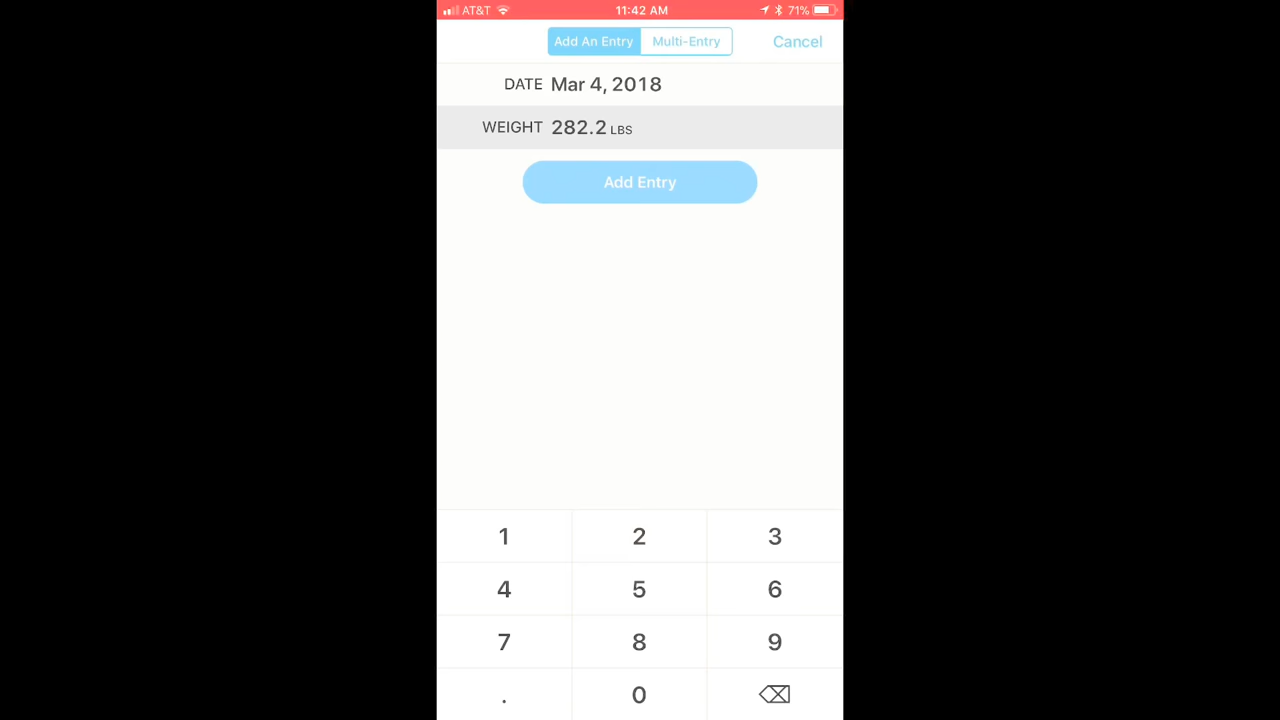 AT&T 11:42 AM 71%
Add An Entry Multi-Entry Cancel
DATE Mar 4, 2018
WEIGHT 282.2 LBS
Add Entry
1 2 3
4 5 6
7 8 9
. 0